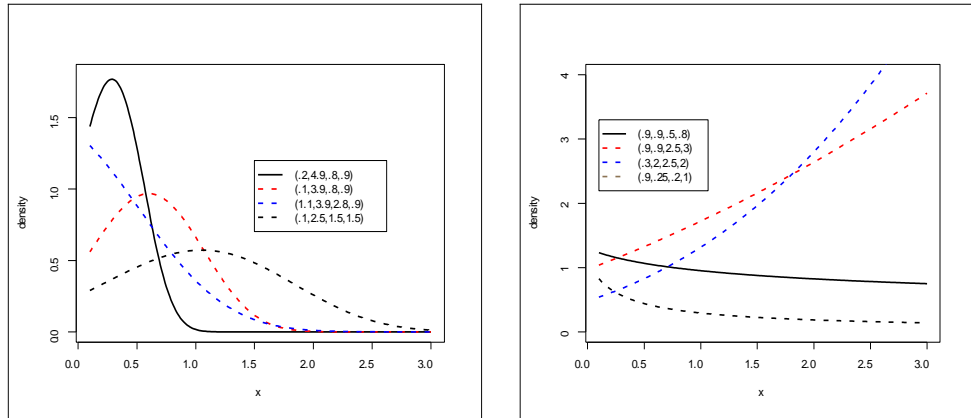 density
1.5
1.0
0.5
0.0
(.2,4.9,.8,.9)
(.1,3.9,.8,.9)
(1.1,3.9,2.8,.9)
(.1,2.5,1.5,1.5)
0.0 0.5 1.0 1.5 2.0 2.5 3.0
x
density
4
3
2
1
0
(.9,.9,.5,.8)
(.9,.9,2.5,3)
(.3,2,2.5,2)
(.9,.25,.2,1)
0.0 0.5 1.0 1.5 2.0 2.5 3.0
x